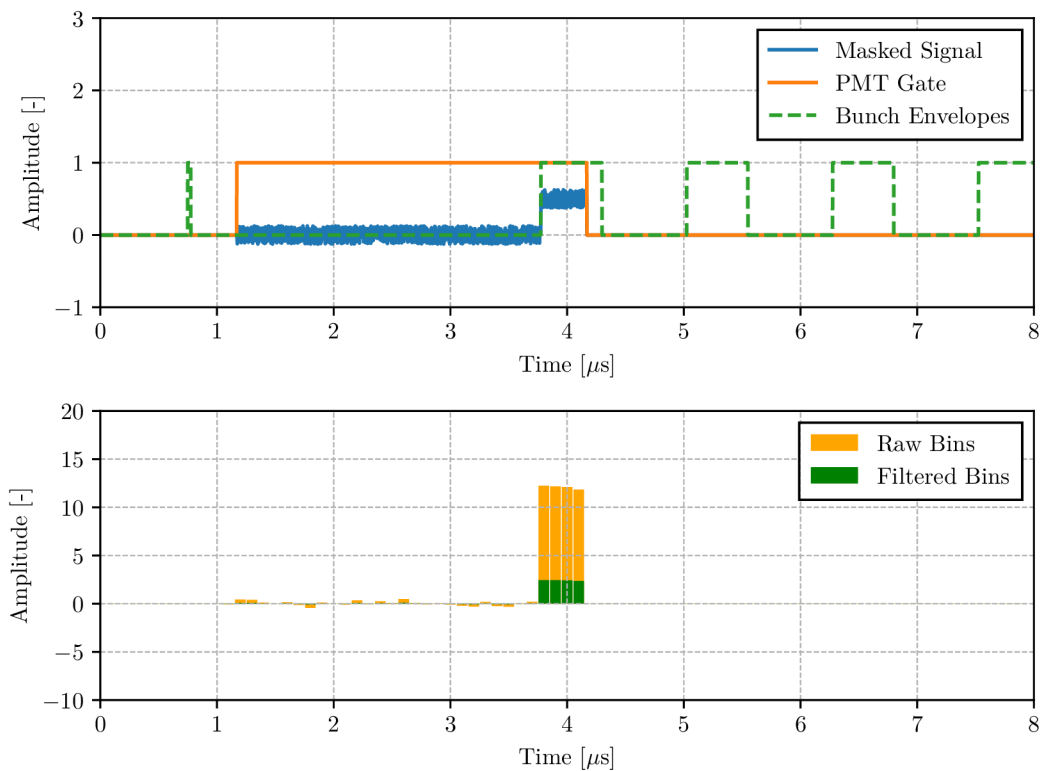 3
2
1
0
−1
Amplitude [-]
Masked Signal
PMT Gate
Bunch Envelopes
0 1 2 3 4 5 6 7 8
Time [μs]
20
15
10
5
0
−5
−10
Amplitude [-]
Raw Bins
Filtered Bins
0 1 2 3 4 5 6 7 8
Time [μs]